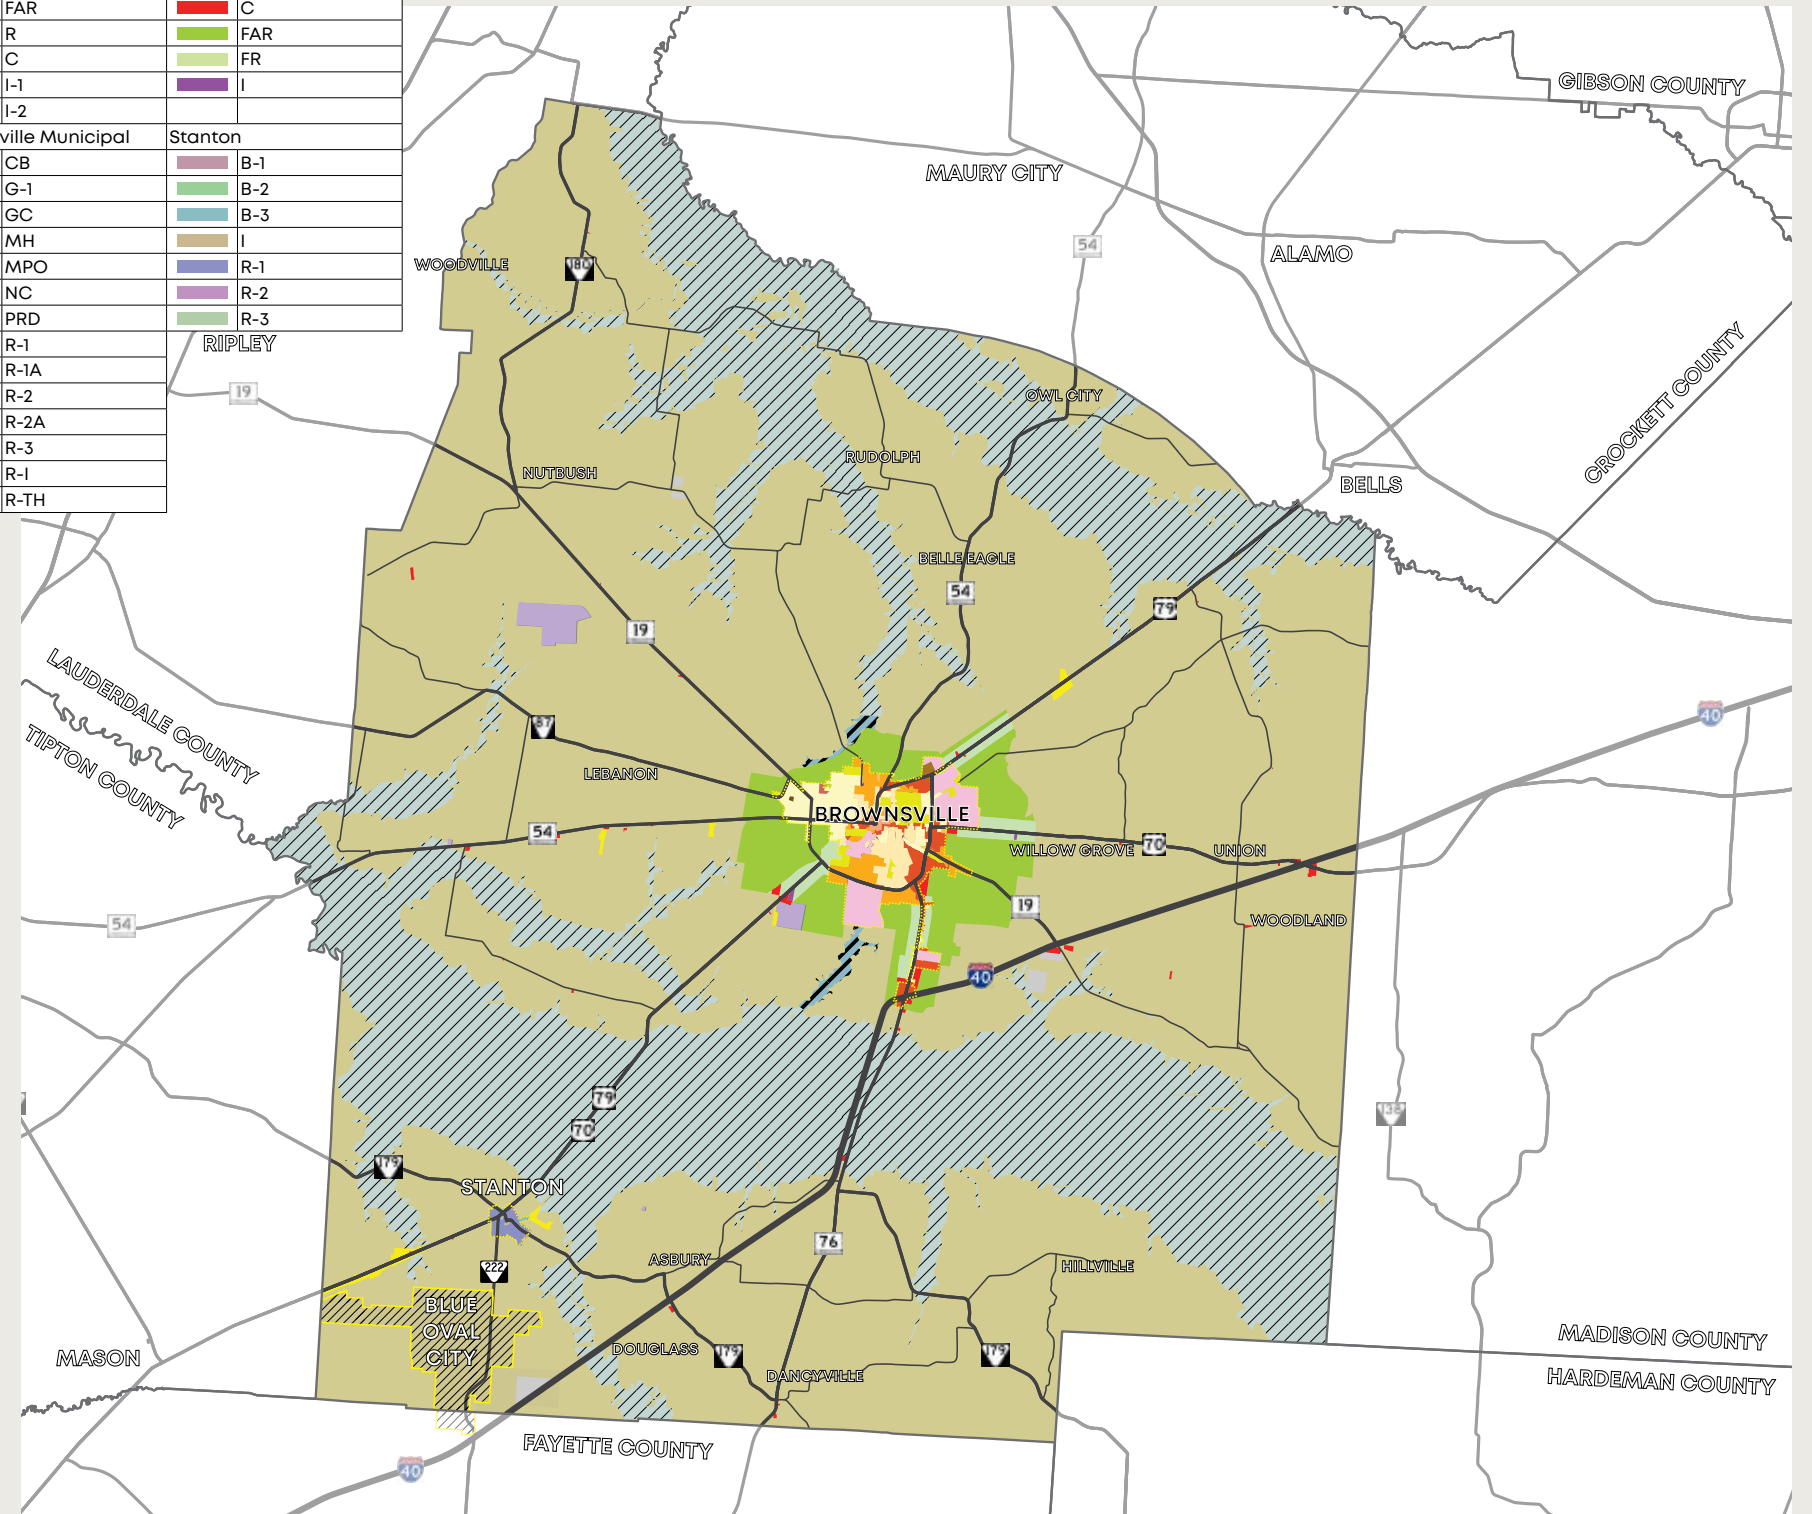 FAR C
R FAR
C FR
I-1 I
I-2
ville Municipal Stanton
CB B-1
G-1 B-2
GC B-3
MH I
MPO R-1
NC R-2
PRD R-3
R-1
R-1A
R-2
R-2A
R-3
R-I
R-TH
GIBSON COUNTY
MAURY CITY
54
ALAMO
WOODVILLE
180
RIPLEY
19
CROCKETT COUNTY
OWL CITY
RUDOLPH
NUTBUSH
BELLS
BELLE EAGLE
54
79
19
LAUDERDALE COUNTY
TIPTON COUNTY
40
87
LEBANON
BROWNSVILLE
54
WILLOW GROVE
70
UNION
19
WOODLAND
54
40
79
70
138
179
STANTON
76
ASBURY
HILLVILLE
222
BLUE
OVAL
CITY
DOUGLASS
179
179
DANCYVILLE
MASON
MADISON COUNTY
HARDEMAN COUNTY
FAYETTE COUNTY
40